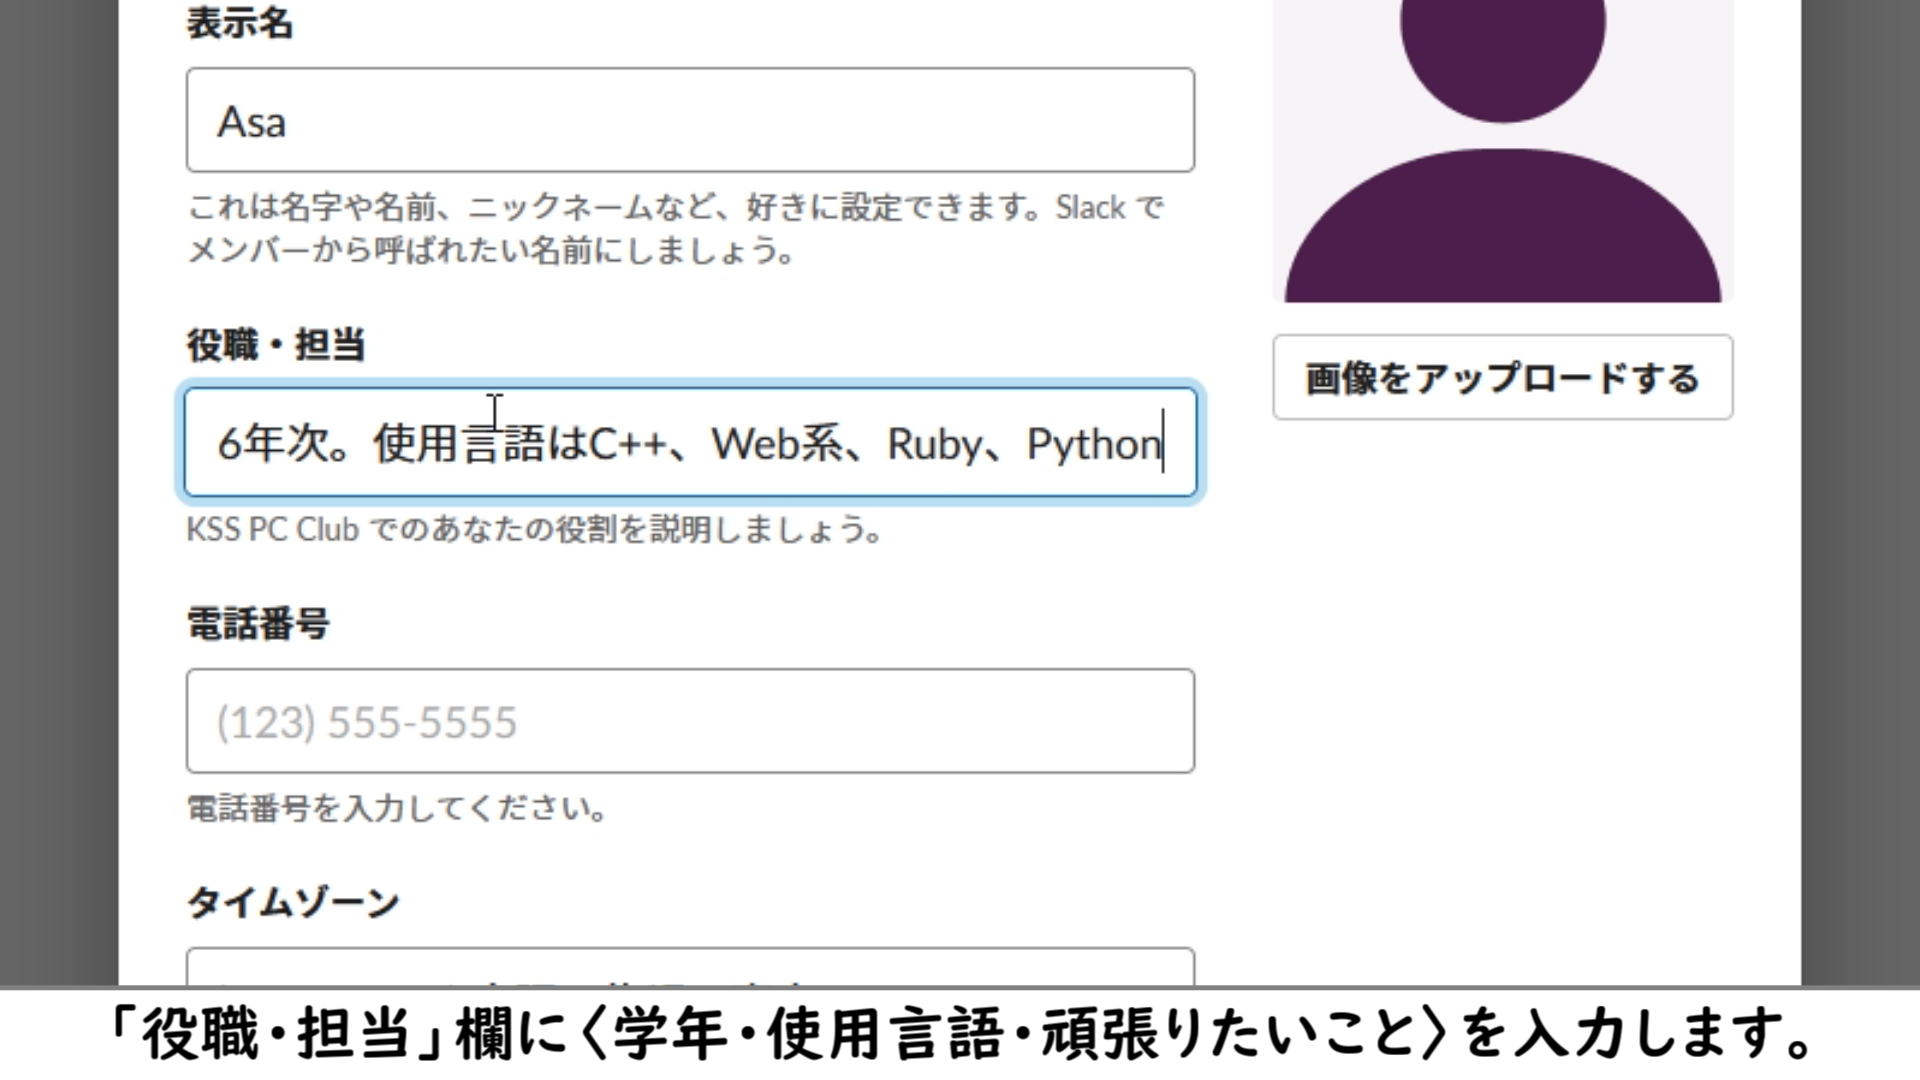 表示名
Asa
これは名字や名前、ニックネームなど、好きに設定できます。Slack で
メンバーから呼ばれたい名前にしましょう。
役職・担当
画像をアップロードする
6年次。使用言語はC++、Web系、Ruby、Python
KSS PC Club でのあなたの役割を説明しましょう。
電話番号
(123) 555-5555
電話番号を入力してください。
タイムゾーン
「役職・担当」欄に〈学年・使用言語・頑張りたいこと〉を入力します。